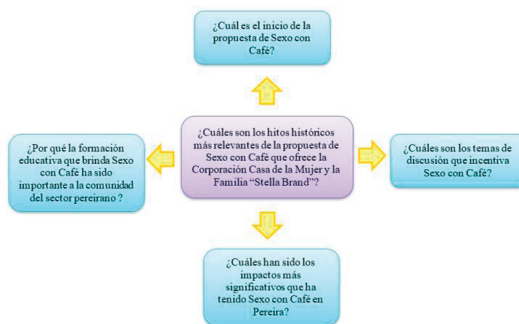 ¿Cuál es el inicio de la
propuesta de Sexo con
Café?
¿Por qué la formación
educativa que brinda Sexo
con Café ha sido
importante a la comunidad
del sector pereirano ?
¿Cuáles son los hitos históricos
más relevantes de la propuesta de
Sexo con Café que ofrece la
Corporación Casa de la Mujer y la
Familia “Stella Brand”?
¿Cuáles son los temas de
discusión que incentiva
Sexo con Café?
¿Cuáles han sido los
impactos más
significativos que ha
tenido Sexo con Café en
Pereira?